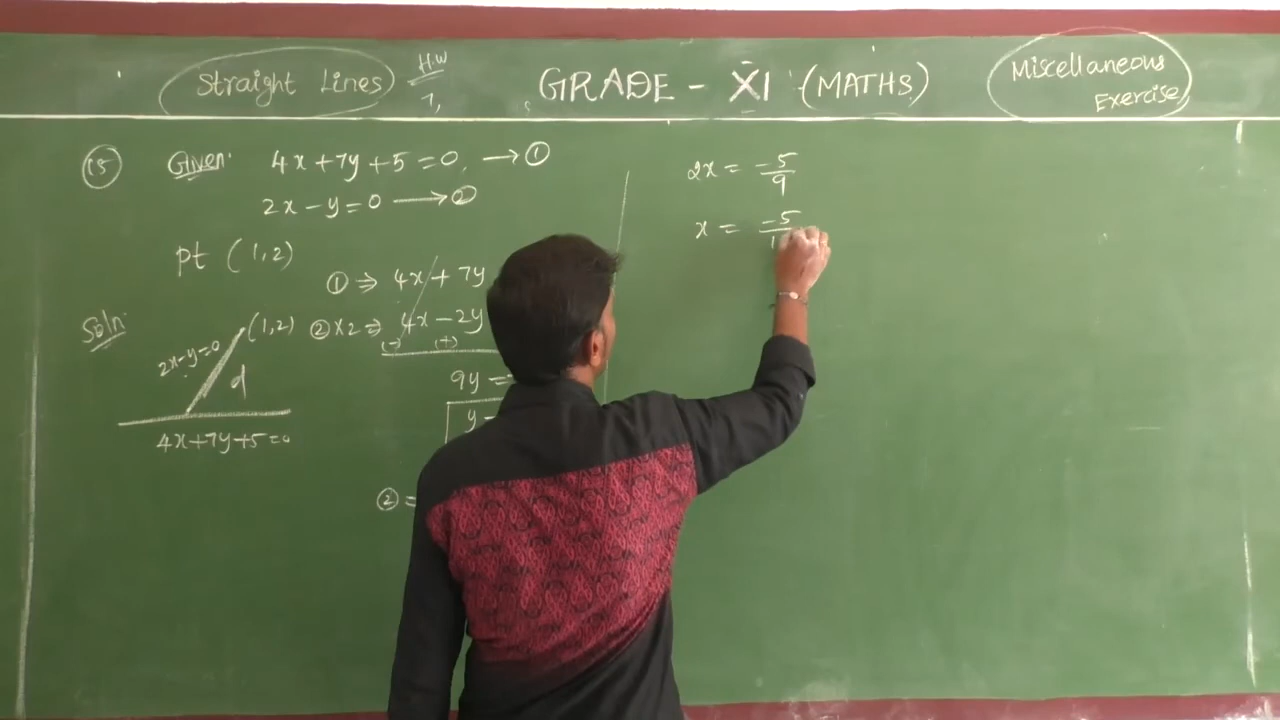 Straight Lines
H.W
1,
GRADE - XI (MATHS)
Miscellaneous
Exercise
15
Given: 4x+7y+5=0, → ①
2x-y=0 → ②
pt (1,2)
① ⇒ 4x+7y
②x2 ⇒ 4x-2y
(-) (+)
9y =
y =
② =
Soln:
(1,2)
2x-y=0
d
4x+7y+5=0
2x = -5/9
x = -5/